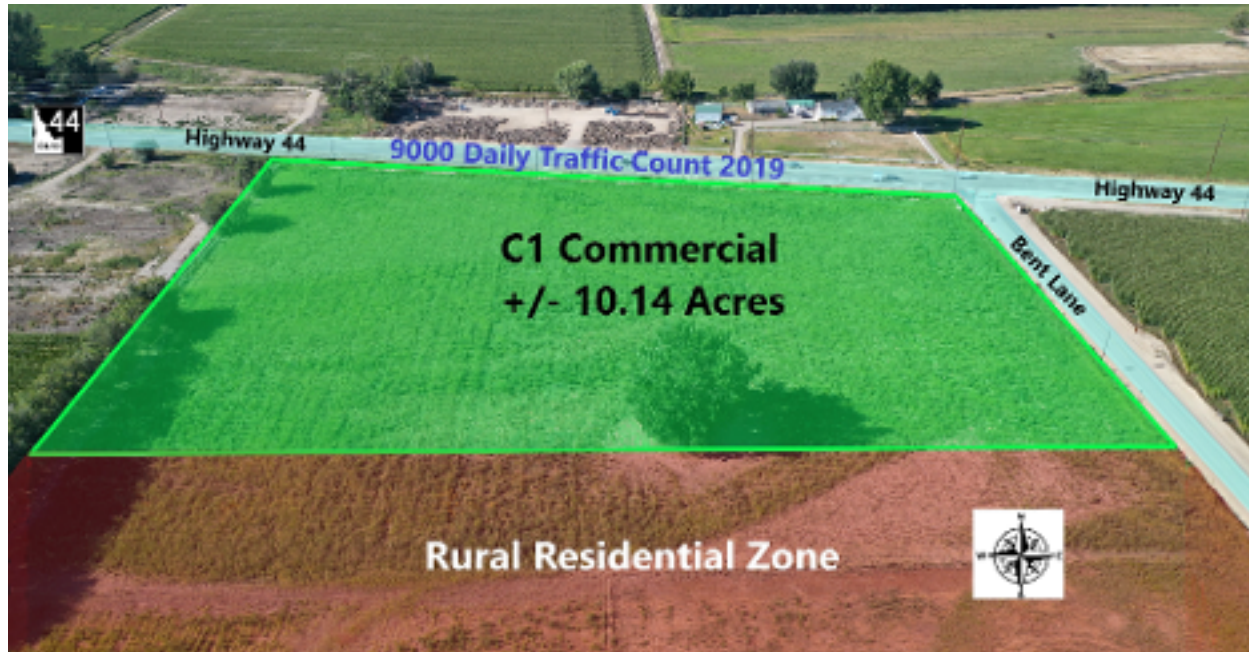 44
Highway 44
9000 Daily Traffic Count 2019
Highway 44
C1 Commercial
+/- 10.14 Acres
Bent Lane
Rural Residential Zone
N
W
E